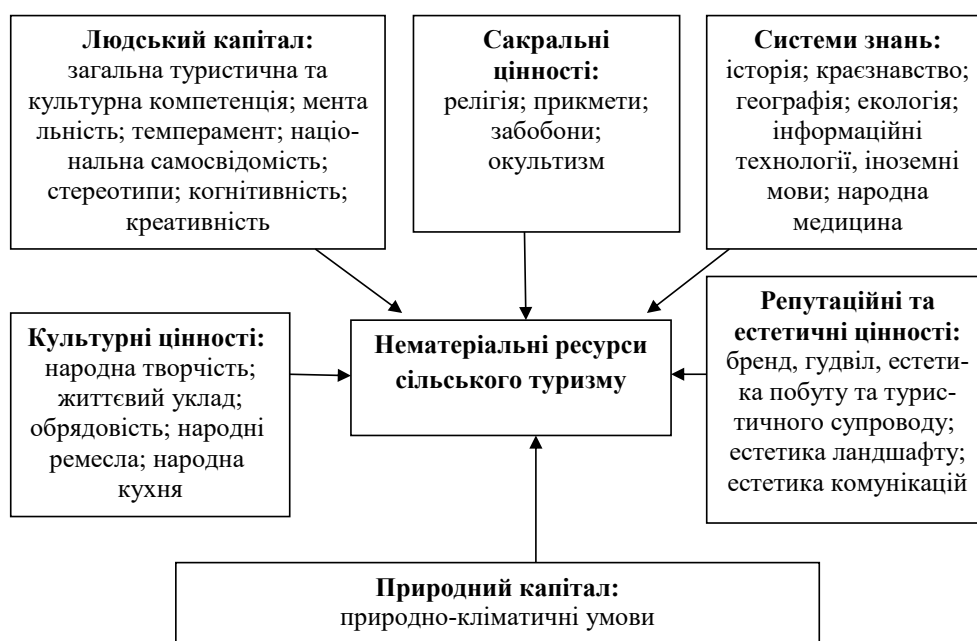 Людський капітал:
загальна туристична та
культурна компетенція; мента
льність; темперамент; націо-
нальна самосвідомість;
стереотипи; когнітивність;
креативність
Сакральні
цінності:
релігія; прикмети;
забобони;
окультизм
Системи знань:
історія; краєзнавство;
географія; екологія;
інформаційні
технології, іноземні
мови; народна
медицина
Культурні цінності:
народна творчість;
життєвий уклад;
обрядовість; народні
ремесла; народна
кухня
Нематеріальні ресурси
сільського туризму
Репутаційні та
естетичні цінності:
бренд, гудвіл, естети-
ка побуту та турис-
тичного супроводу;
естетика ландшафту;
естетика комунікацій
Природний капітал:
природно-кліматичні умови